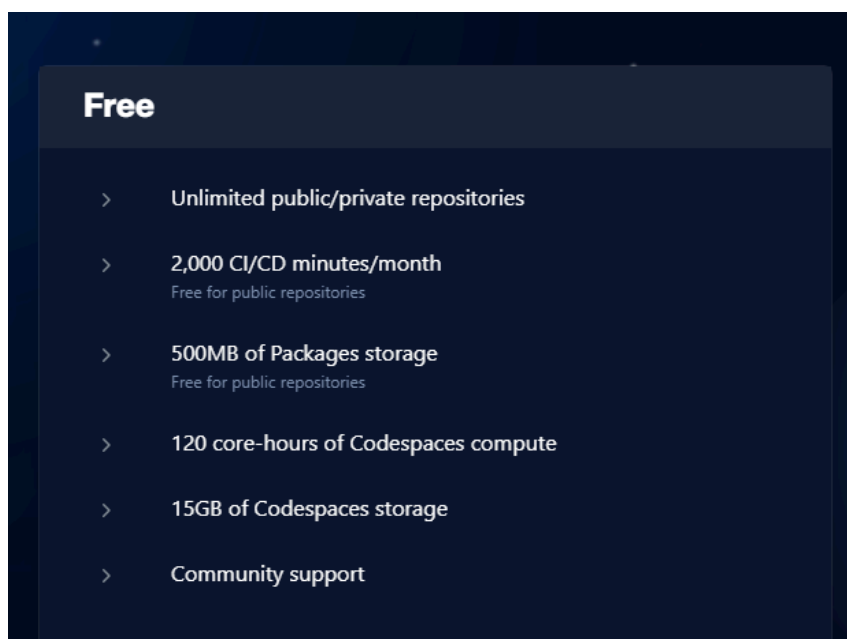 Free
Unlimited public/private repositories
2,000 CI/CD minutes/month
Free for public repositories
500MB of Packages storage
Free for public repositories
120 core-hours of Codespaces compute
15GB of Codespaces storage
Community support